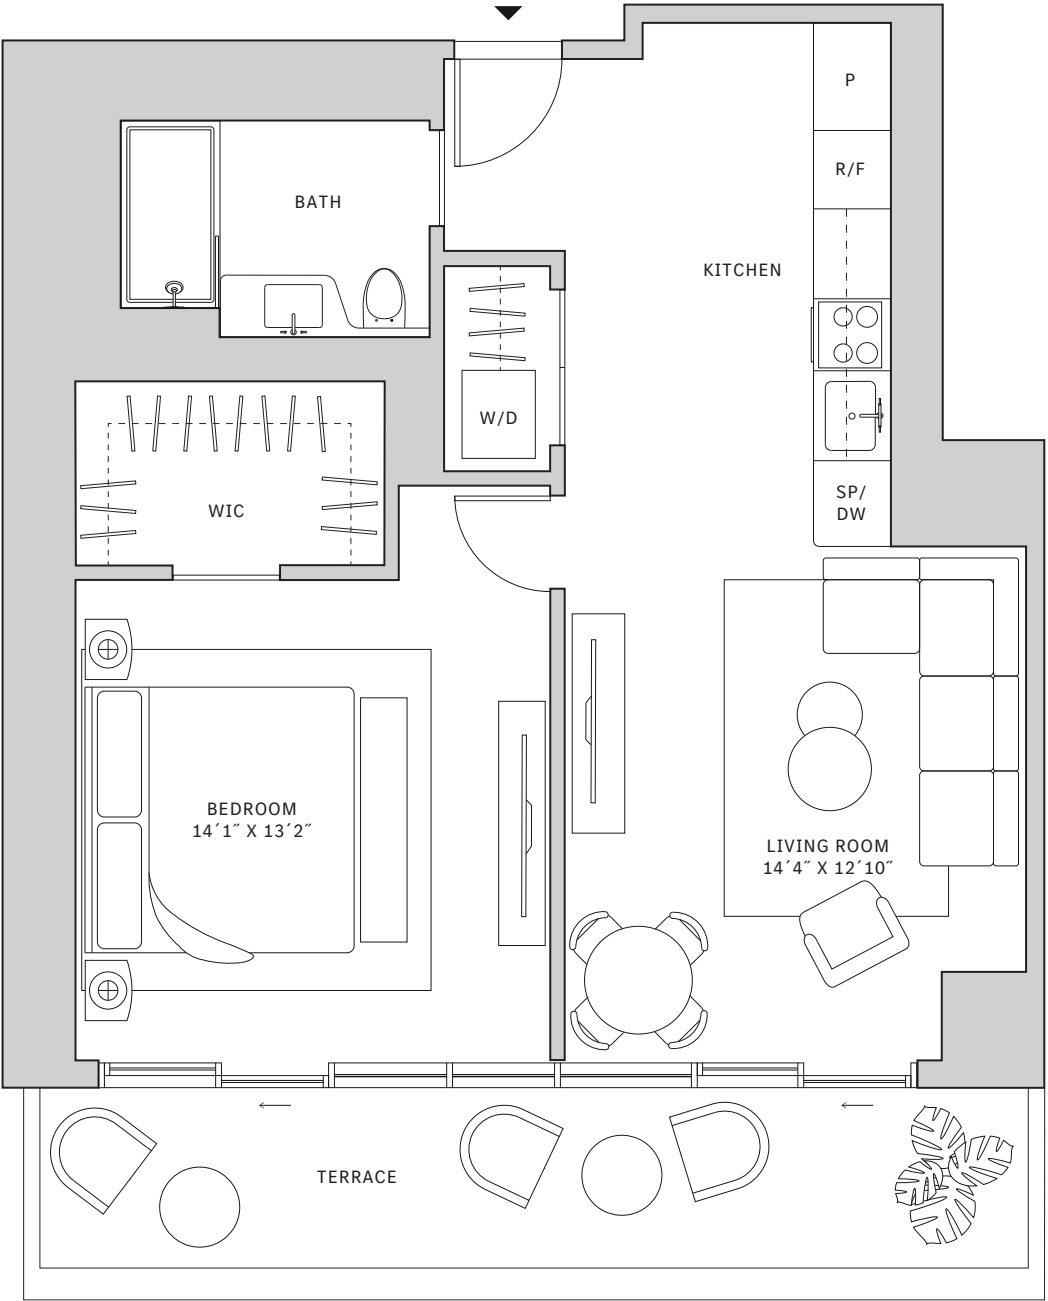 P
R/F
BATH
KITCHEN
W/D
SP/
DW
WIC
BEDROOM
14´1˝ X 13´2˝
LIVING ROOM
14´4˝ X 12´10˝
TERRACE